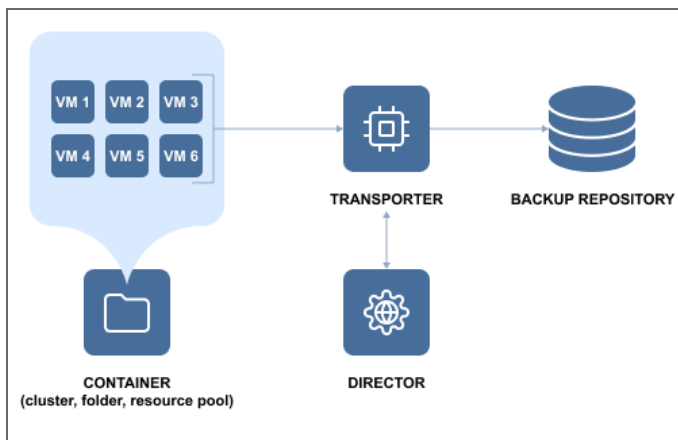 VM 1 VM 2 VM 3
VM 4 VM 5 VM 6
TRANSPORTER
BACKUP REPOSITORY
CONTAINER
(cluster, folder, resource pool)
DIRECTOR